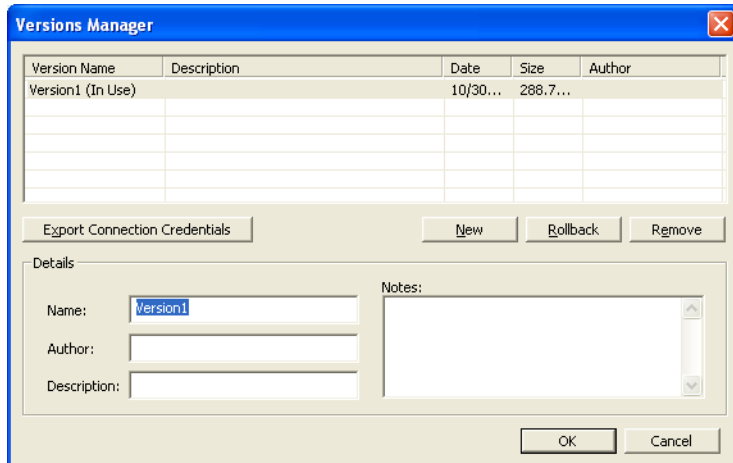 Versions Manager
Version Name Description Date Size Author
Version1 (In Use) 10/30... 288.7...
Export Connection Credentials New Rollback Remove
Details
Notes:
Name: Version1
Author:
Description:
OK Cancel